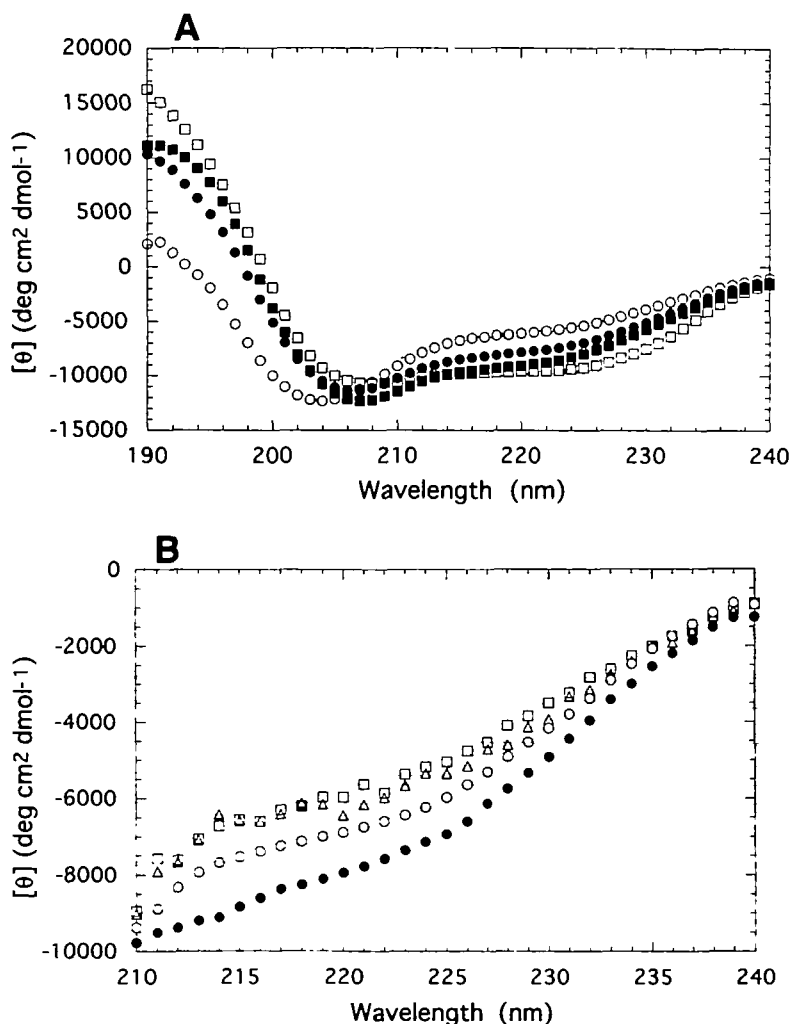 A
20000
15000
10000
5000
0
-5000
-10000
-15000
[θ] (deg cm2 dmol-1)
190 200 210 220 230 240
Wavelength (nm)
B
0
-2000
-4000
-6000
-8000
-10000
[θ] (deg cm2 dmol-1)
210 215 220 225 230 235 240
Wavelength (nm)